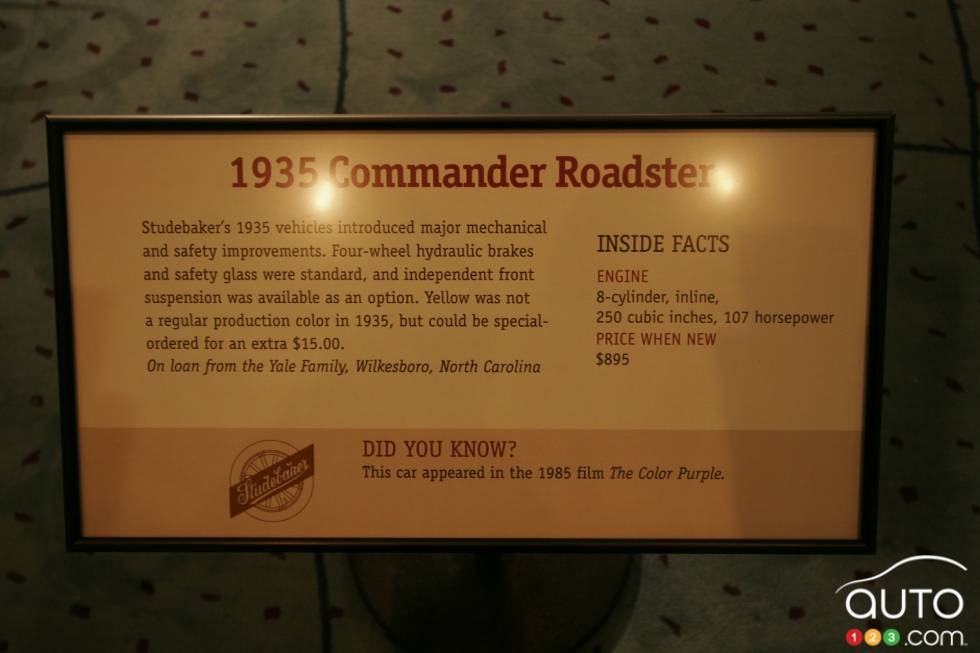 1935 Commander Roadster
Studebaker's 1935 vehicles introduced major mechanical
and safety improvements. Four-wheel hydraulic brakes
and safety glass were standard, and independent front
suspension was available as an option. Yellow was not
a regular production color in 1935, but could be special-
ordered for an extra $15.00.
On loan from the Yale Family, Wilkesboro, North Carolina
INSIDE FACTS
ENGINE
8-cylinder, inline,
250 cubic inches, 107 horsepower
PRICE WHEN NEW
$895
Studebaker
DID YOU KNOW?
This car appeared in the 1985 film The Color Purple.
AUTO
123.com